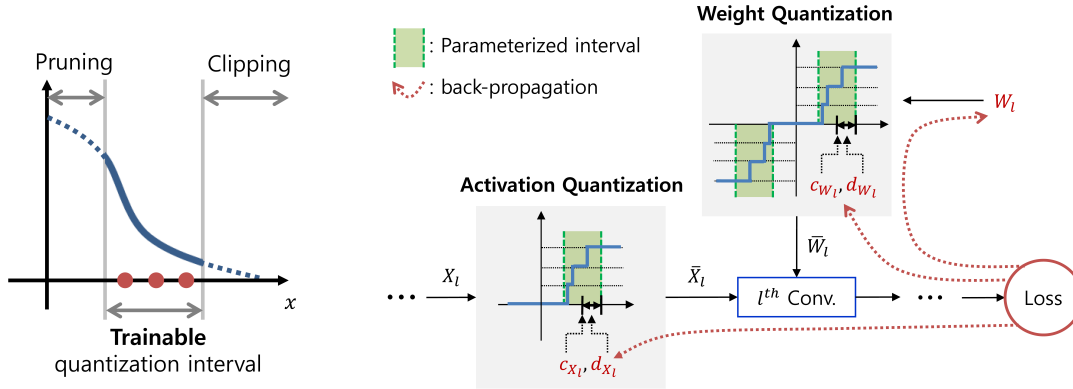 Pruning
Clipping
x
Trainable
quantization interval
: Parameterized interval
: back-propagation
Weight Quantization
W_l
c_{W_l}, d_{W_l}
Activation Quantization
X_l
c_{X_l}, d_{X_l}
X̄_l
W̄_l
l^{th} Conv.
Loss